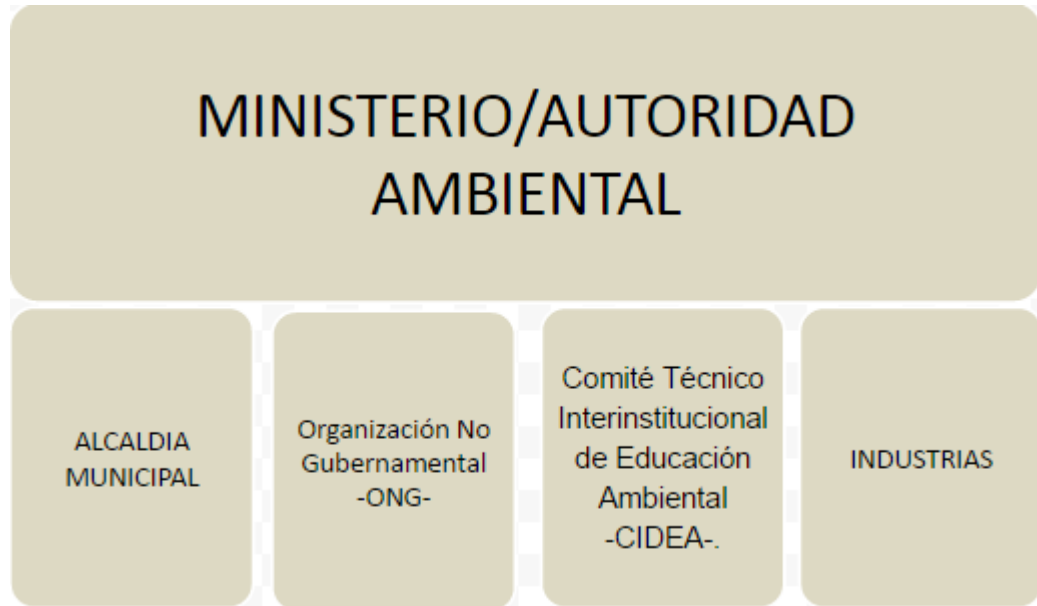 MINISTERIO/AUTORIDAD
AMBIENTAL
ALCALDIA
MUNICIPAL
Organización No
Gubernamental
-ONG-
Comité Técnico
Interinstitucional
de Educación
Ambiental
-CIDEA-.
INDUSTRIAS